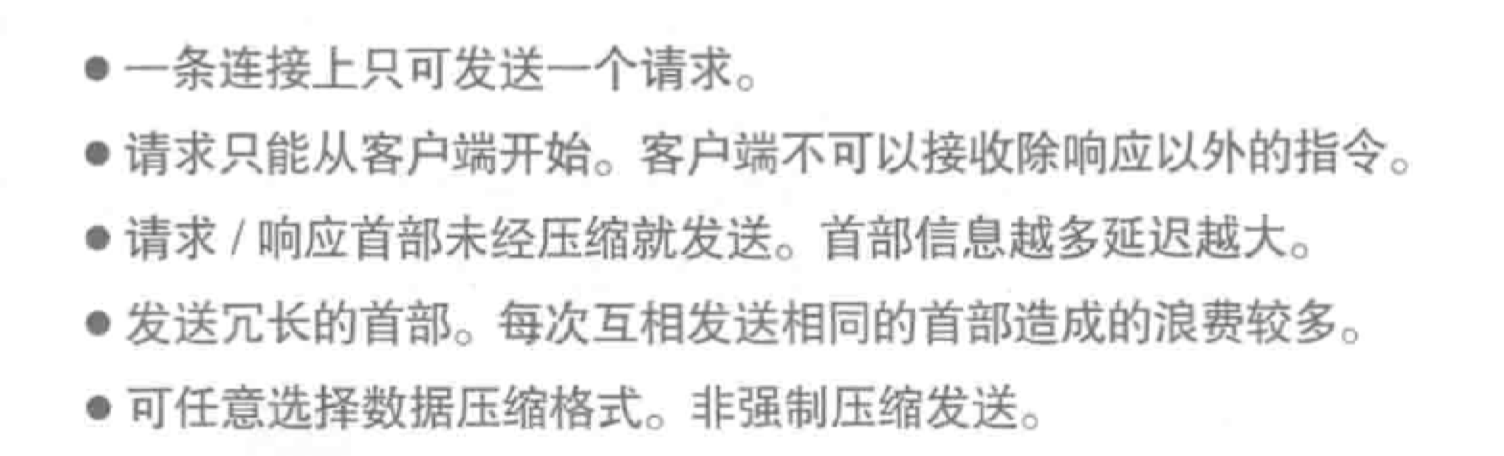 ● 一条连接上只可发送一个请求。
● 请求只能从客户端开始。客户端不可以接收除响应以外的指令。
● 请求 / 响应首部未经压缩就发送。首部信息越多延迟越大。
● 发送冗长的首部。每次互相发送相同的首部造成的浪费较多。
● 可任意选择数据压缩格式。非强制压缩发送。